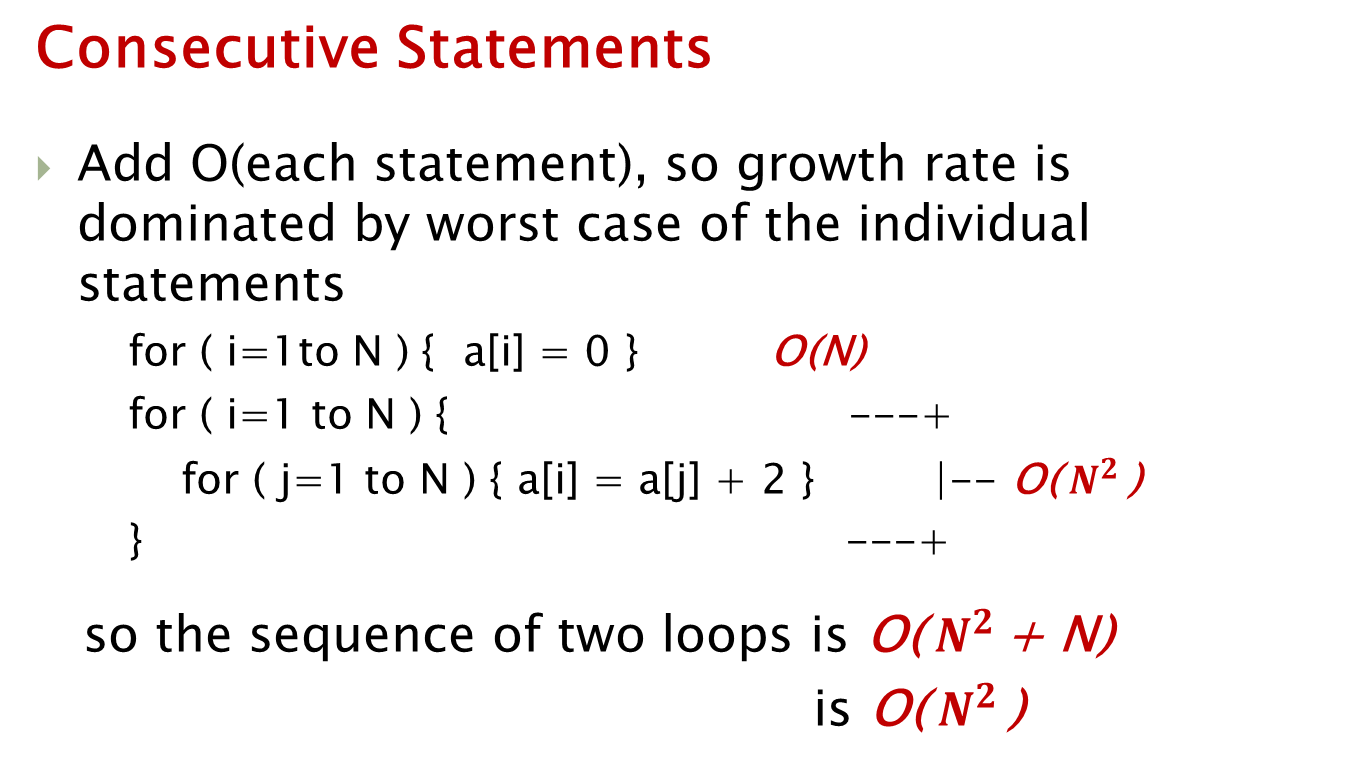 Consecutive Statements
Add O(each statement), so growth rate is
dominated by worst case of the individual
statements
for ( i=1to N ) {  a[i] = 0 } O(N)
for ( i=1 to N ) { ---+
for ( j=1 to N ) { a[i] = a[j] + 2 } |-- O(N² )
} ---+
so the sequence of two loops is O(N² + N)
is O(N² )